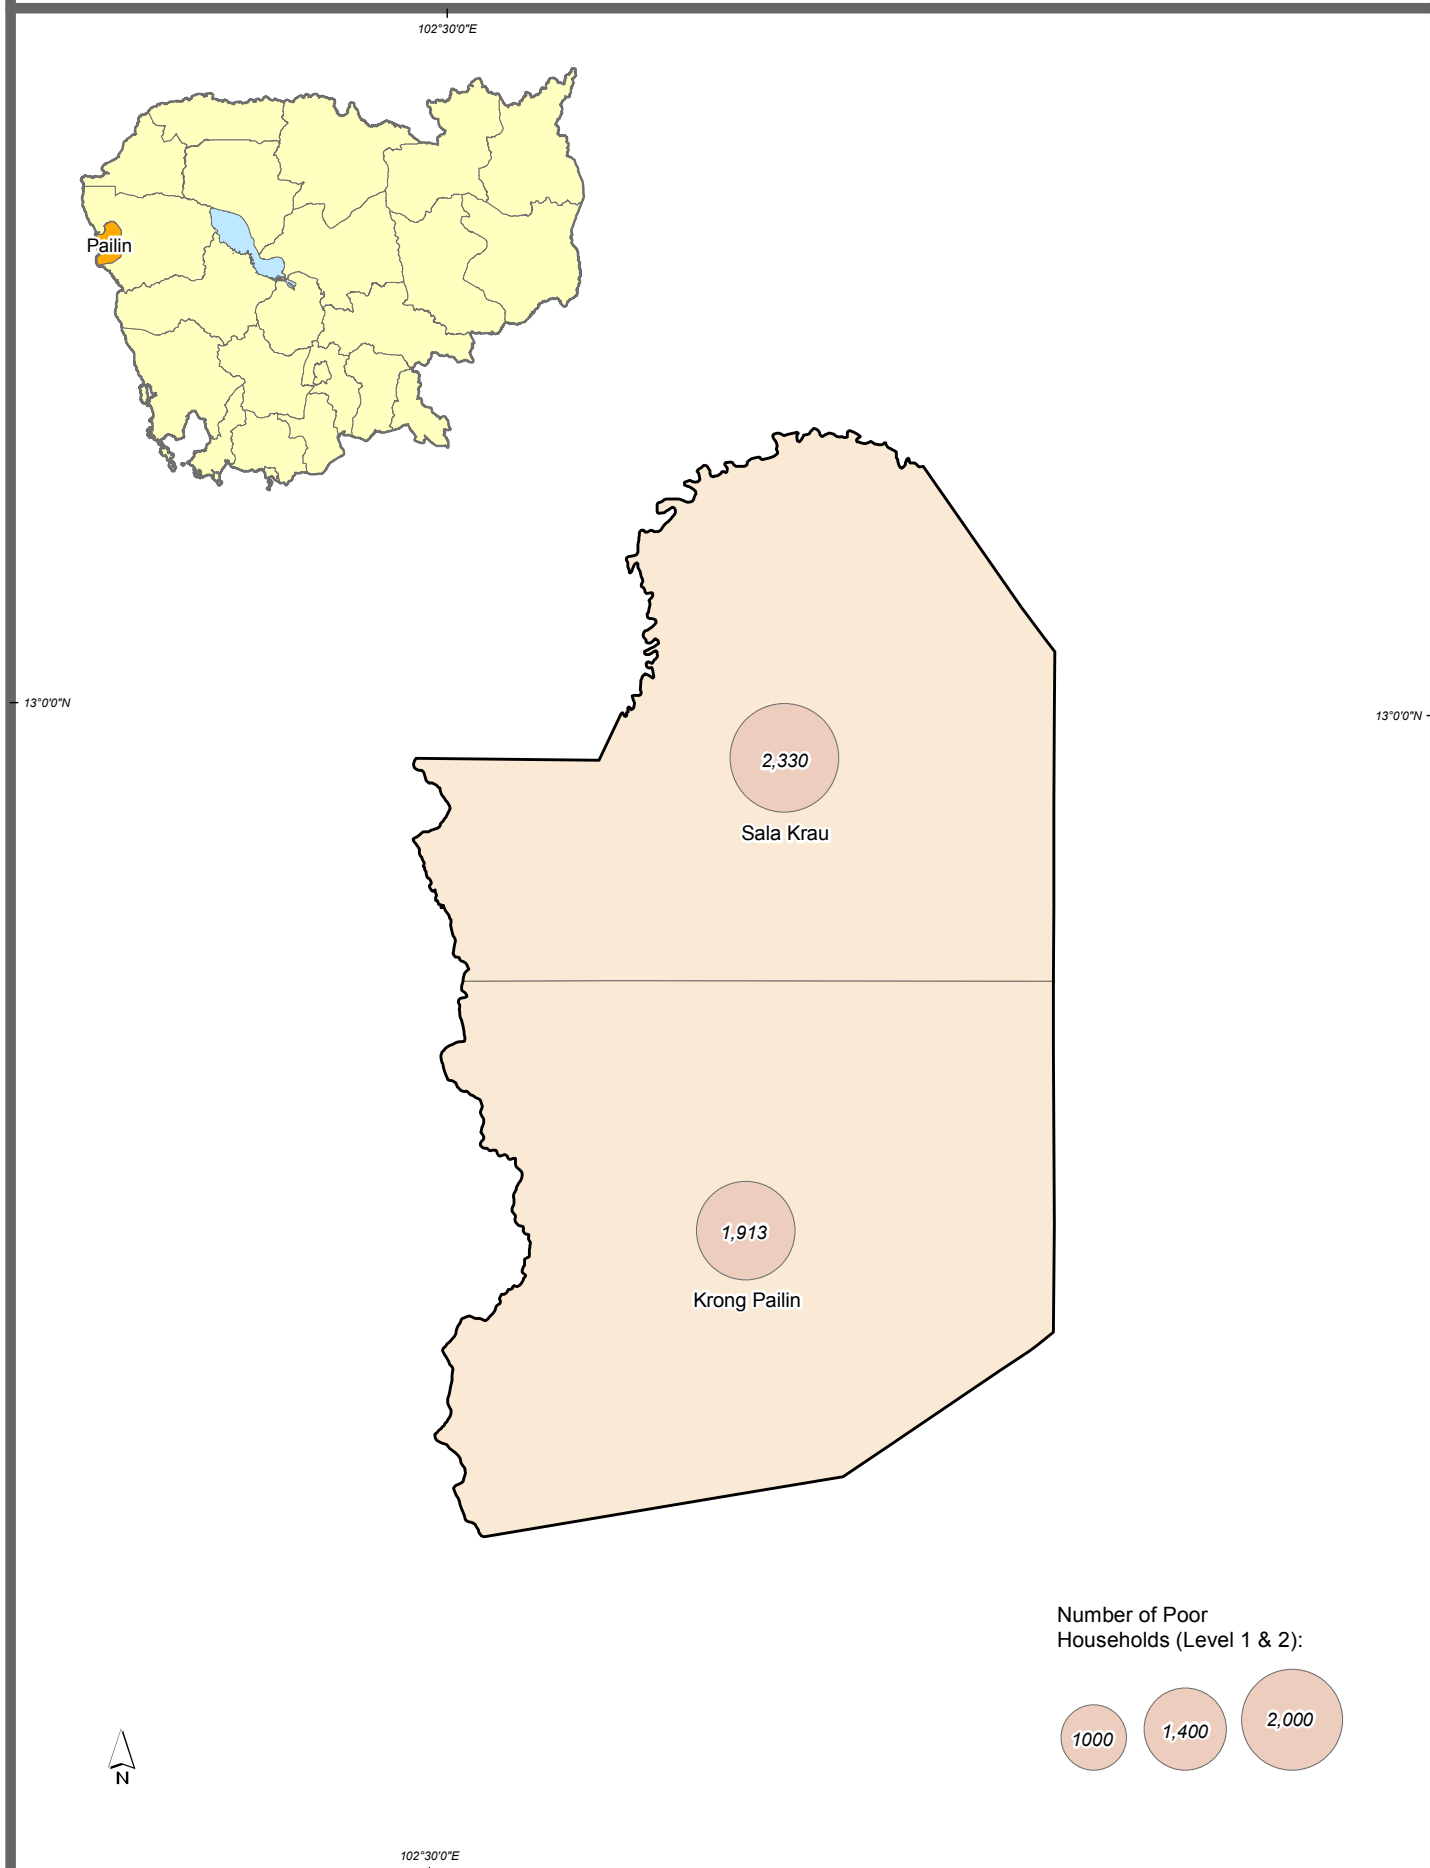 102°30'0"E
Pailin
13°0'0"N
13°0'0"N
2,330
Sala Krau
1,913
Krong Pailin
Number of Poor
Households (Level 1 & 2):
1000
1,400
2,000
N
102°30'0"E